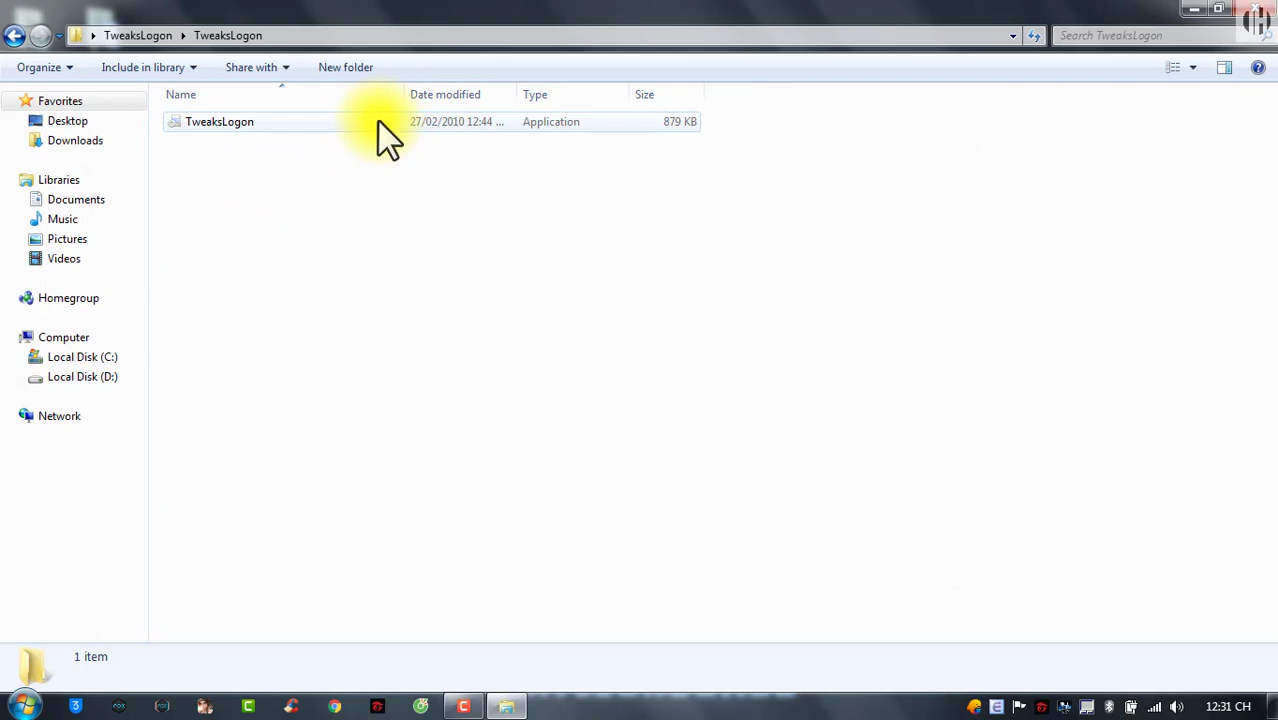 TweaksLogon TweaksLogon Search TweaksLogon
Organize Include in library Share with New folder
Name Date modified Type Size
TweaksLogon 27/02/2010 12:44 ... Application 879 KB
Favorites
Desktop
Downloads
Libraries
Documents
Music
Pictures
Videos
Homegroup
Computer
Local Disk (C:)
Local Disk (D:)
Network
1 item
12:31 CH